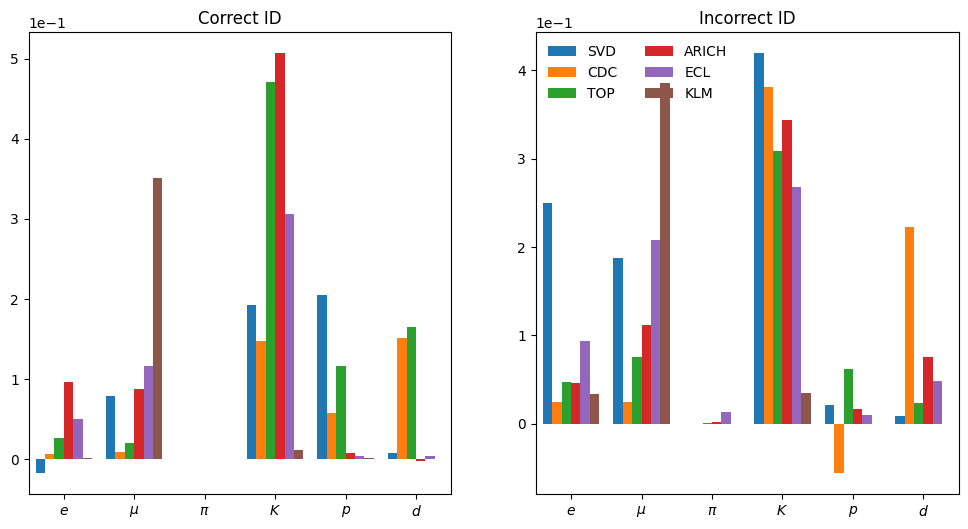 Correct ID
1e−1
5
4
3
2
1
0
e μ π K p d
Incorrect ID
1e−1
SVD ARICH
CDC ECL
TOP KLM
4
3
2
1
0
e μ π K p d